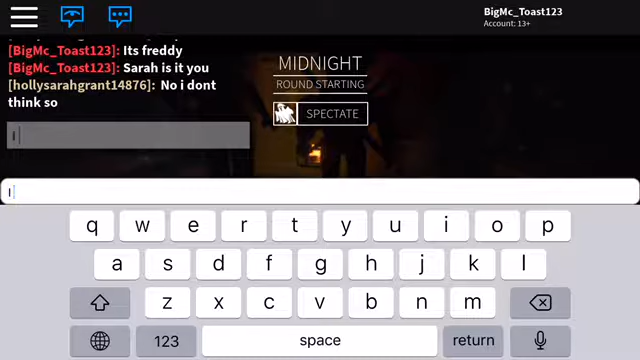 BigMc_Toast123
Account: 13+
[BigMc_Toast123]: Its freddy
[BigMc_Toast123]: Sarah is it you
[hollysarahgrant14876]: No i dont
think so
MIDNIGHT
ROUND STARTING
SPECTATE
I
I
q w e r t y u i o p
a s d f g h j k l
z x c v b n m
123 space return